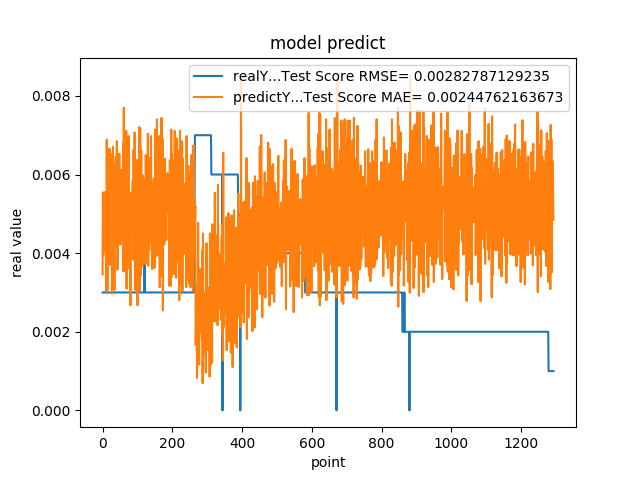 model predict
realY...Test Score RMSE= 0.00282787129235
predictY...Test Score MAE= 0.00244762163673
real value
0.008
0.006
0.004
0.002
0.000
0 200 400 600 800 1000 1200
point